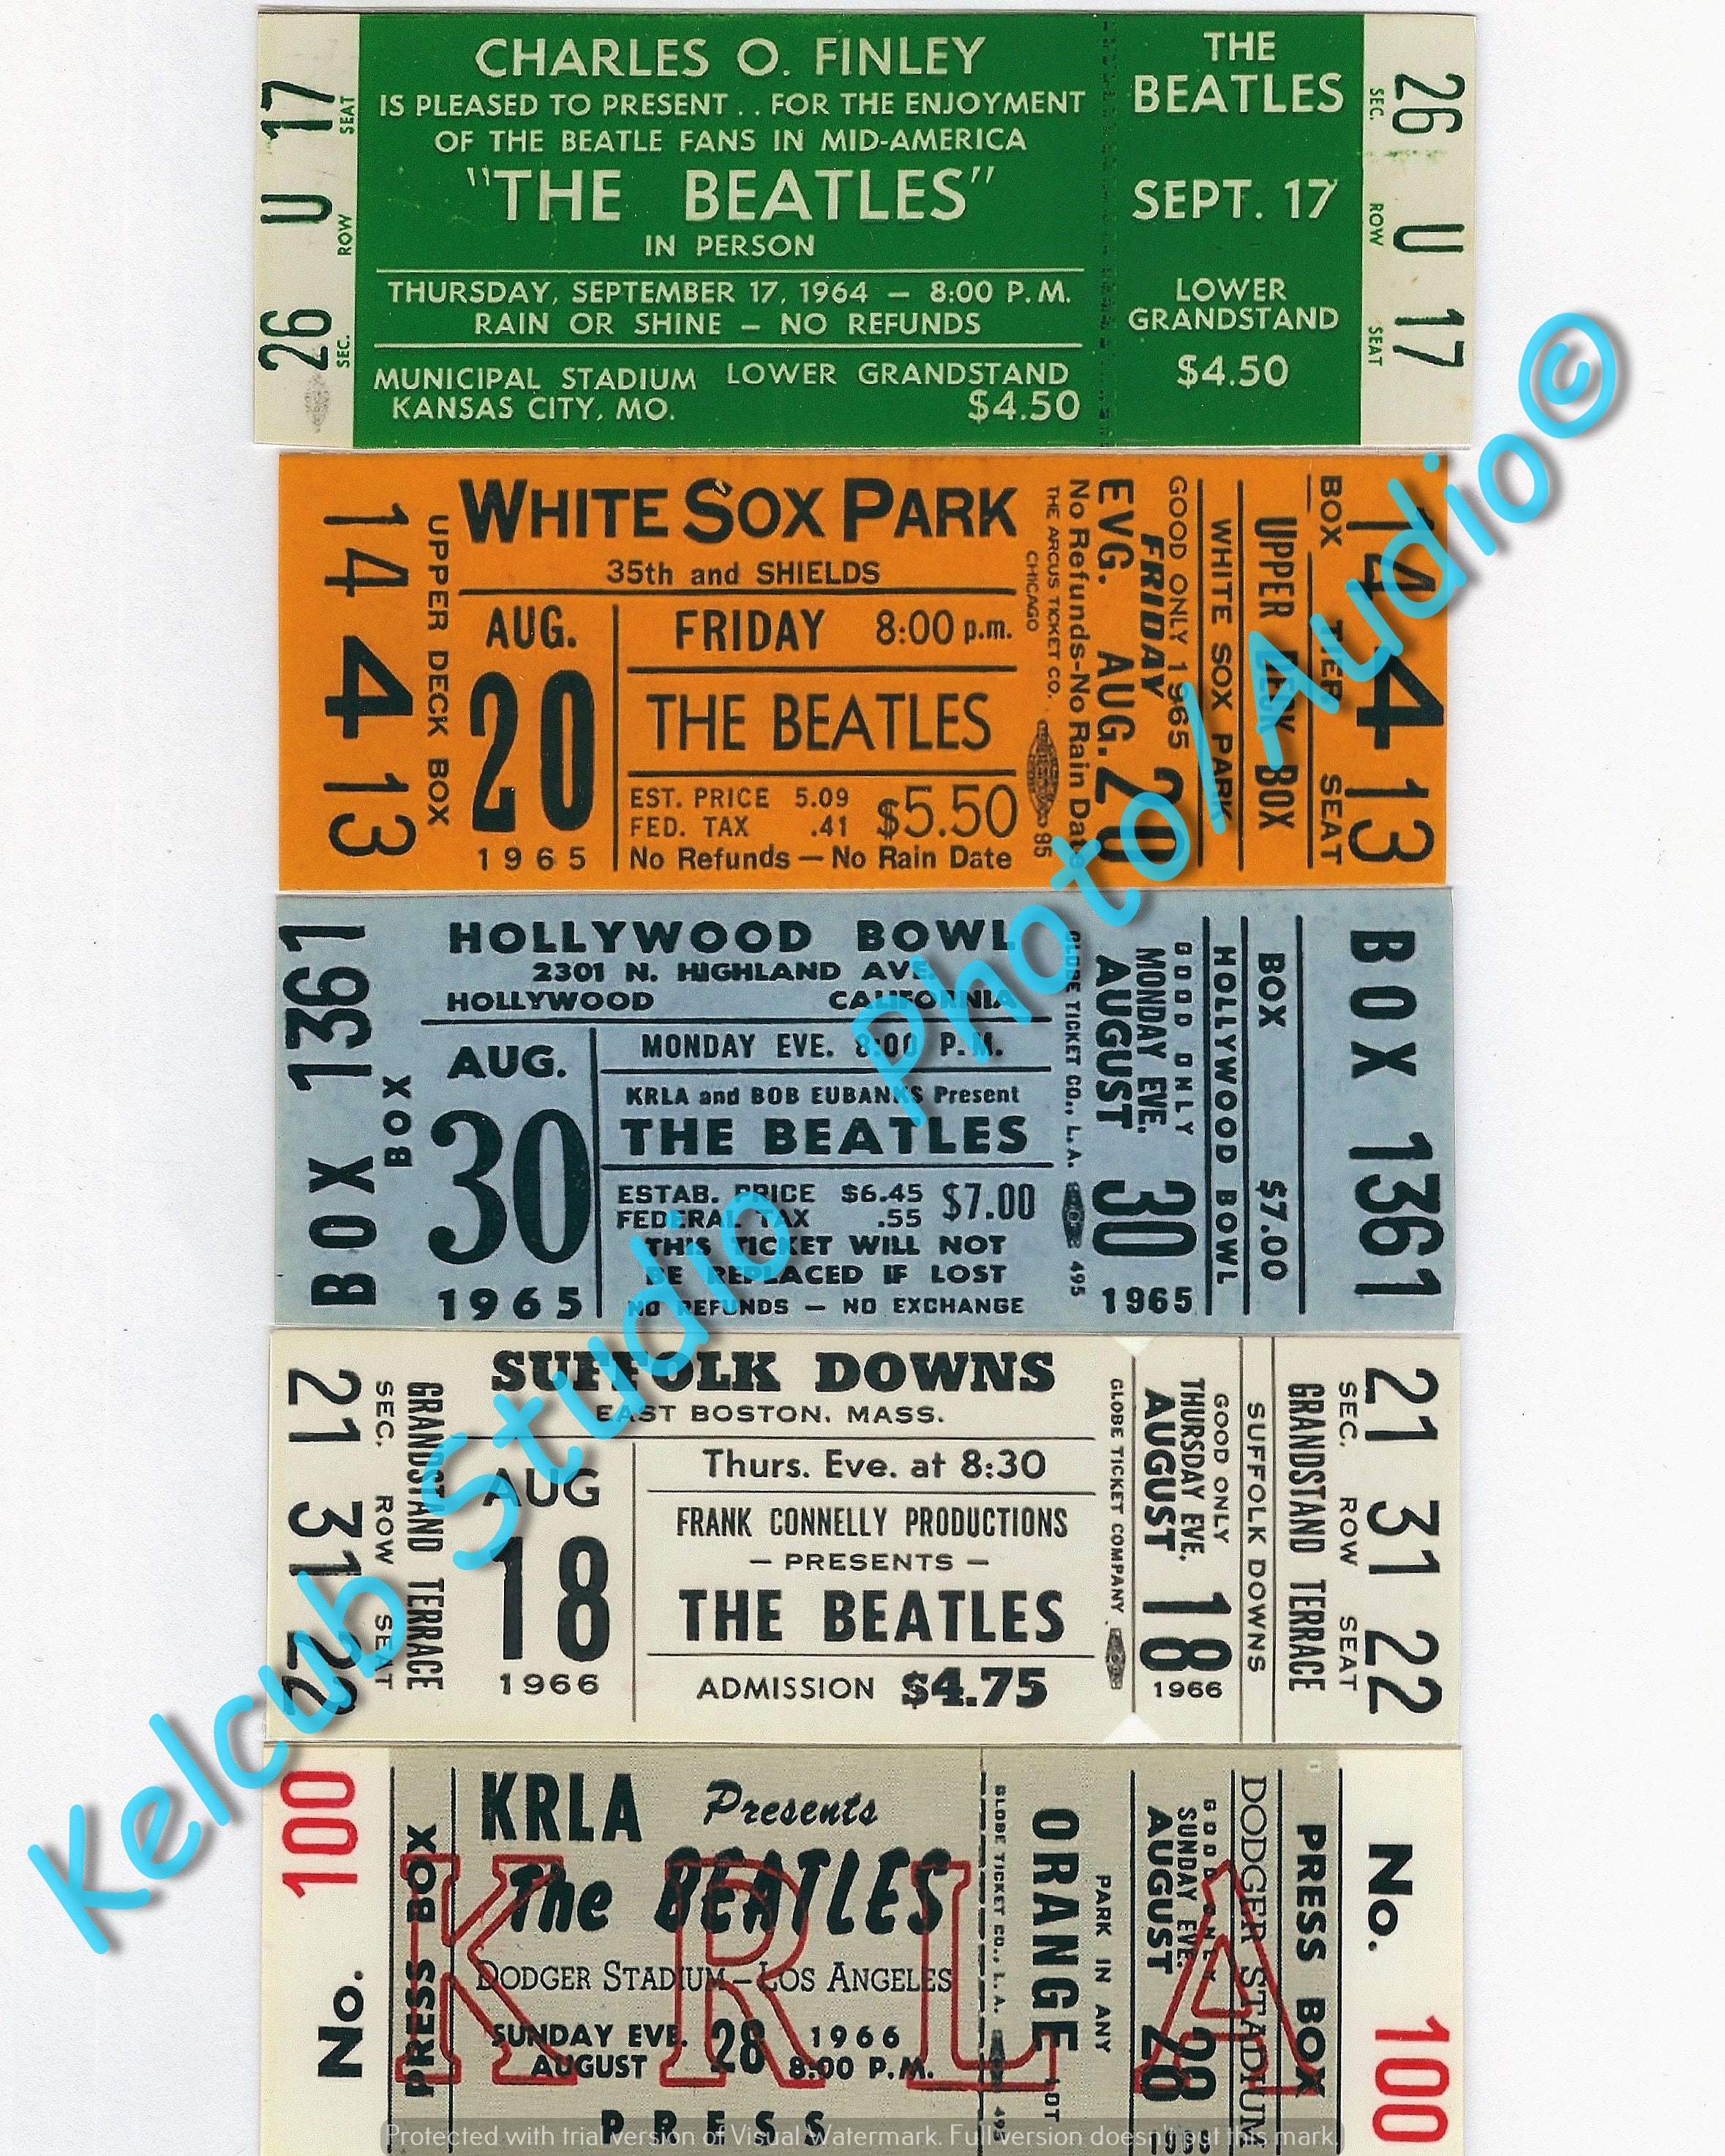 CHARLES O. FINLEY
IS PLEASED TO PRESENT . . FOR THE ENJOYMENT
OF THE BEATLE FANS IN MID-AMERICA
"THE BEATLES"
IN PERSON
THURSDAY, SEPTEMBER 17, 1964 — 8:00 P.M.
RAIN OR SHINE — NO REFUNDS
MUNICIPAL STADIUM
KANSAS CITY, MO.
LOWER GRANDSTAND
$4.50
26 U 17
SEC. ROW SEAT
THE
BEATLES
SEPT. 17
LOWER
GRANDSTAND
$4.50
26 U 17
SEC. ROW SEAT
14 4 13
UPPER DECK BOX
WHITE SOX PARK
35th and SHIELDS
AUG.
20
1965
FRIDAY 8:00 p.m.
THE BEATLES
EST. PRICE 5.09
FED. TAX .41
$5.50
No Refunds — No Rain Date
THE ARCUS TICKET CO.
CHICAGO
85
No Refunds-No Rain Date
EVG. AUG. 20
FRIDAY
GOOD ONLY 1965
WHITE SOX PARK
UPPER DECK BOX
BOX TIER SEAT
14 4 13
BOX 1361
BOX
HOLLYWOOD BOWL
2301 N. HIGHLAND AVE.
HOLLYWOOD CALIFORNIA
AUG.
30
1965
MONDAY EVE. 8:00 P.M.
KRLA and BOB EUBANKS Present
THE BEATLES
ESTAB. PRICE $6.45
FEDERAL TAX .55
$7.00
THIS TICKET WILL NOT
BE REPLACED IF LOST
NO REFUNDS — NO EXCHANGE
GLOBE TICKET CO., L.A. 495
GOOD ONLY
MONDAY EVE.
AUGUST 30
1965
HOLLYWOOD BOWL
BOX $7.00
BOX 1361
21 31 22
SEC. ROW SEAT
GRANDSTAND TERRACE
SUFFOLK DOWNS
EAST BOSTON, MASS.
AUG
18
1966
Thurs. Eve. at 8:30
FRANK CONNELLY PRODUCTIONS
— PRESENTS —
THE BEATLES
ADMISSION $4.75
GLOBE TICKET COMPANY
GOOD ONLY
THURSDAY EVE.
AUGUST 18
1966
SUFFOLK DOWNS
GRANDSTAND TERRACE
SEC. ROW SEAT
21 31 22
No. 100
PRESS BOX
KRLA Presents
The BEATLES
DODGER STADIUM—LOS ANGELES
SUNDAY EVE.
AUGUST 28 1966
8:00 P.M.
PRESS
KRLA
GLOBE TICKET CO., L.A. 495
PARK IN ANY
ORANGE
LOT
GOOD ONLY
SUNDAY EVE.
AUGUST 28
DODGER STADIUM
PRESS BOX
No. 100
Kelcub Studio Photo/Audio©
Protected with trial version of Visual Watermark. Full version doesn't put this mark.